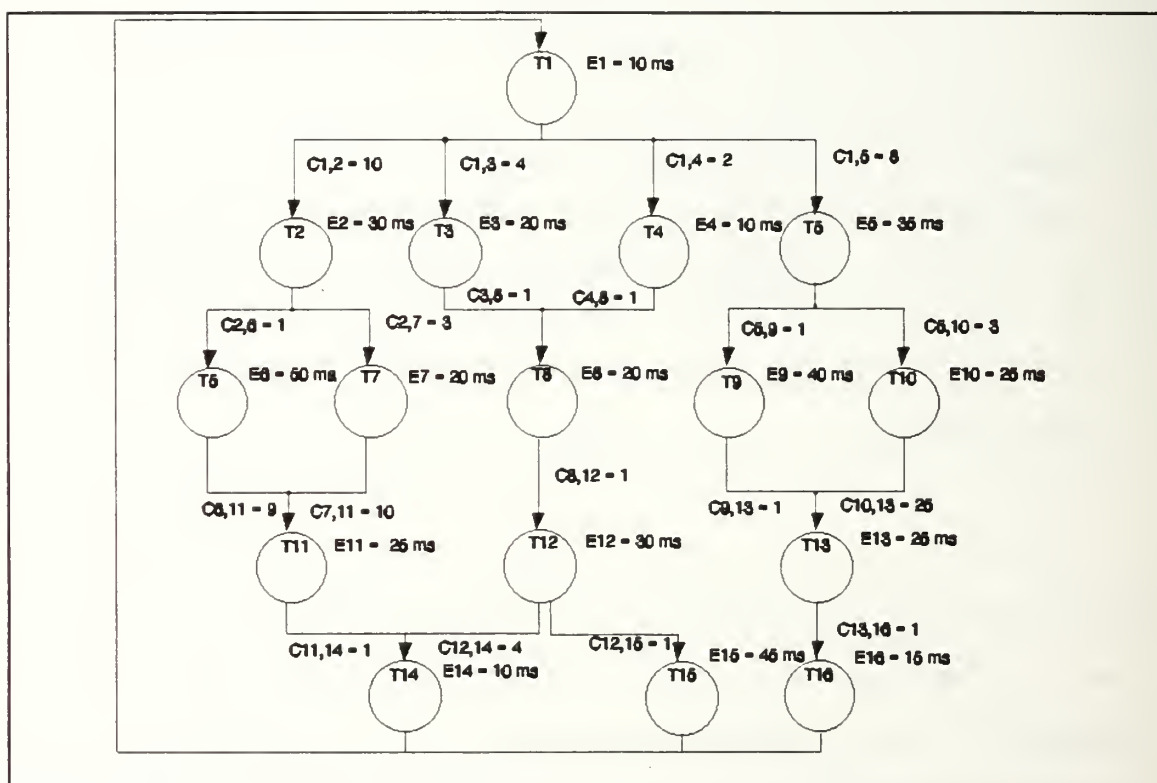 T1
E1 = 10 ms
C1,2 = 10
C1,3 = 4
C1,4 = 2
C1,5 = 8
T2
E2 = 30 ms
T3
E3 = 20 ms
T4
E4 = 10 ms
T5
E5 = 35 ms
C2,6 = 1
C2,7 = 3
C3,8 = 1
C4,8 = 1
C5,9 = 1
C5,10 = 3
T6
E6 = 50 ms
T7
E7 = 20 ms
T8
E8 = 20 ms
T9
E9 = 40 ms
T10
E10 = 25 ms
C6,11 = 9
C7,11 = 10
C8,12 = 1
C9,13 = 1
C10,13 = 25
T11
E11 = 25 ms
T12
E12 = 30 ms
T13
E13 = 25 ms
C11,14 = 1
C12,14 = 4
C12,15 = 1
C13,16 = 1
T14
E14 = 10 ms
T15
E15 = 45 ms
T16
E16 = 15 ms